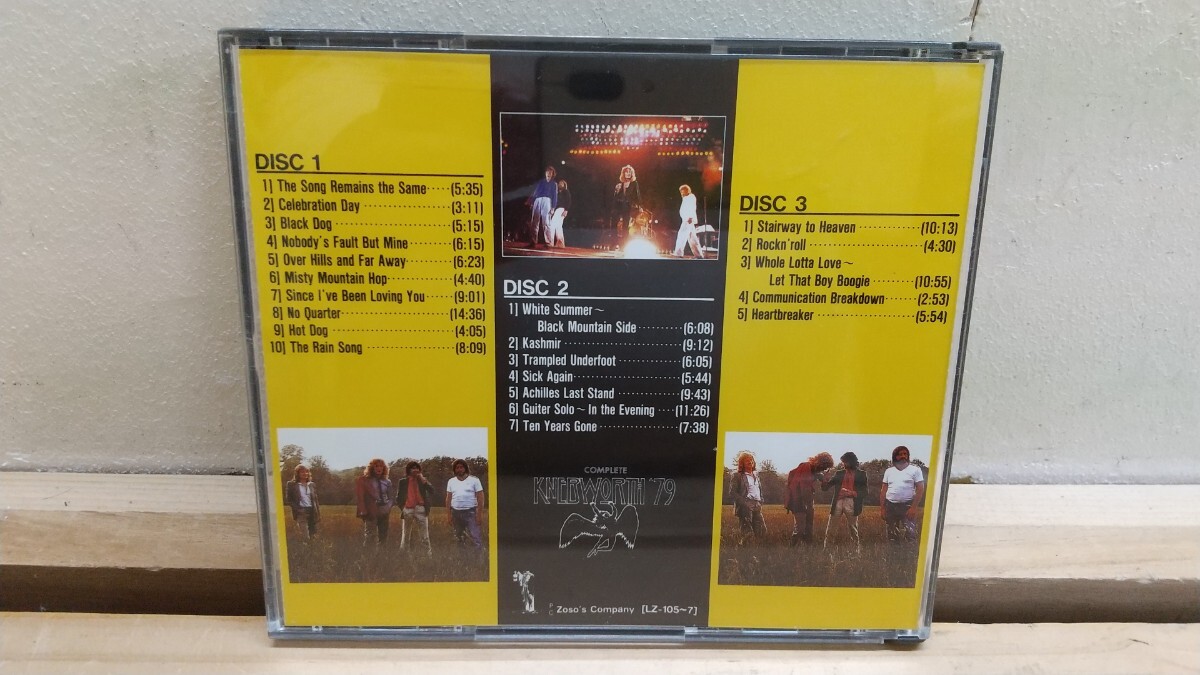 DISC 1
1] The Song Remains the Same·····(5:35)
2] Celebration Day ··················(3:11)
3] Black Dog ························(5:15)
4] Nobody's Fault But Mine ·········(6:15)
5] Over Hills and Far Away·········(6:23)
6] Misty Mountain Hop·············(4:40)
7] Since I've Been Loving You ·····(9:01)
8] No Quarter······················(14:36)
9] Hot Dog ························(4:05)
10] The Rain Song ··················(8:09)
DISC 2
1] White Summer~
Black Mountain Side··········(6:08)
2] Kashmir ························(9:12)
3] Trampled Underfoot··············(6:05)
4] Sick Again·······················(5:44)
5] Achilles Last Stand ··············(9:43)
6] Guiter Solo~In the Evening ····(11:26)
7] Ten Years Gone··················(7:38)
COMPLETE
KNEBWORTH '79
P
C
Zoso's Company [LZ-105~7]
DISC 3
1] Stairway to Heaven ·············(10:13)
2] Rockn'roll ·······················(4:30)
3] Whole Lotta Love~
Let That Boy Boogie ·········(10:55)
4] Communication Breakdown······(2:53)
5] Heartbreaker ···················(5:54)